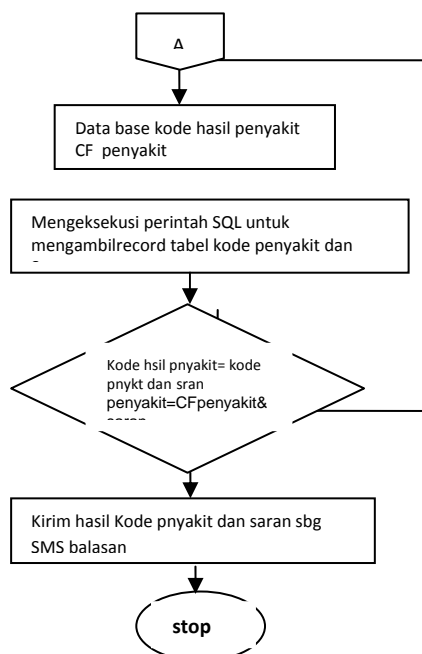 A
Data base kode hasil penyakit
CF penyakit
Mengeksekusi perintah SQL untuk
mengambilrecord tabel kode penyakit dan
Kode hsil pnyakit= kode
pnykt dan sran
penyakit=CFpenyakit&
saran
Kirim hasil Kode pnyakit dan saran sbg
SMS balasan
stop